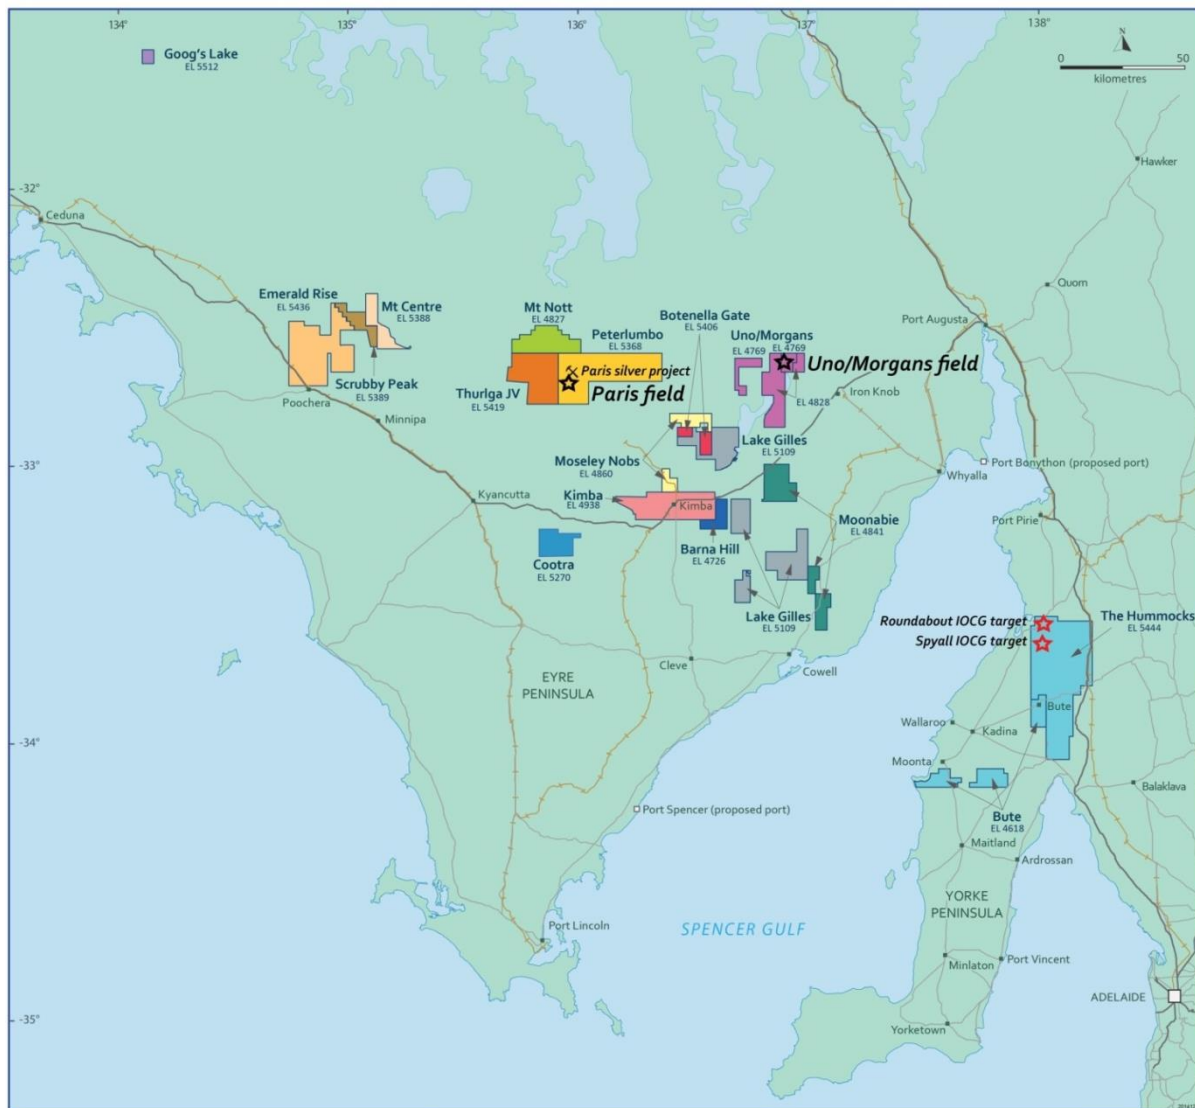 134°
135°
136°
137°
138°
Goog's Lake
EL 5512
N
0
50
kilometres
Hawker
-32°
Ceduna
Quorn
Emerald Rise
EL 5436
Mt Centre
EL 5388
Mt Nott
EL 4827
Botenella Gate
EL 5406
Peterlumbo
EL 5368
Uno/Morgans
EL 4769
EL 4769
Port Augusta
Paris silver project
Uno/Morgans field
Scrubby Peak
EL 5389
Thurlga JV
EL 5419
Paris field
EL 4828
Iron Knob
Poochera
Minnipa
Lake Gilles
EL 5109
-33°
Moseley Nobs
EL 4860
Port Bonython (proposed port)
Whyalla
Kimba
EL 4938
Kyancutta
Kimba
Moonabie
EL 4841
Port Pirie
Barna Hill
EL 4726
Cootra
EL 5270
Lake Gilles
EL 5109
Roundabout IOCG target
The Hummocks
EL 5444
Spyall IOCG target
Cleve
Cowell
EYRE
PENINSULA
Bute
Wallaroo
Kadina
-34°
Moonta
Balaklava
Port Spencer (proposed port)
Bute
EL 4618
Maitland
Ardrossan
YORKE
PENINSULA
Port Lincoln
SPENCER GULF
Minlaton
Port Vincent
ADELAIDE
-35°
Yorketown